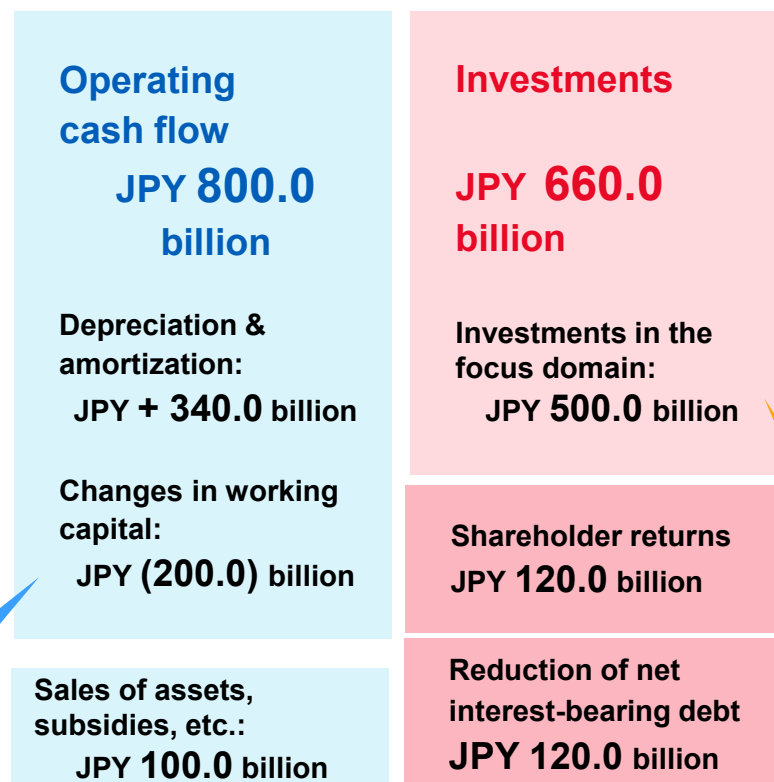 Operating
cash flow
JPY 800.0
billion
Depreciation &
amortization:
JPY + 340.0 billion
Changes in working
capital:
JPY (200.0) billion
Sales of assets,
subsidies, etc.:
JPY 100.0 billion
Investments
JPY 660.0
billion
Investments in the
focus domain:
JPY 500.0 billion
Shareholder returns
JPY 120.0 billion
Reduction of net
interest-bearing debt
JPY 120.0 billion